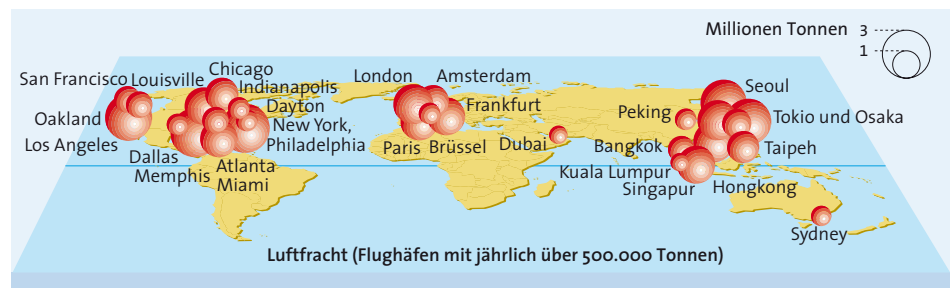 Millionen Tonnen
3
1
San Francisco
Louisville
Chicago
Indianapolis
Dayton
New York,
Philadelphia
Oakland
Los Angeles
Dallas
Memphis
Atlanta
Miami
London
Amsterdam
Frankfurt
Paris
Brüssel
Dubai
Seoul
Peking
Tokio und Osaka
Bangkok
Taipeh
Kuala Lumpur
Singapur
Hongkong
Sydney
Luftfracht (Flughäfen mit jährlich über 500.000 Tonnen)